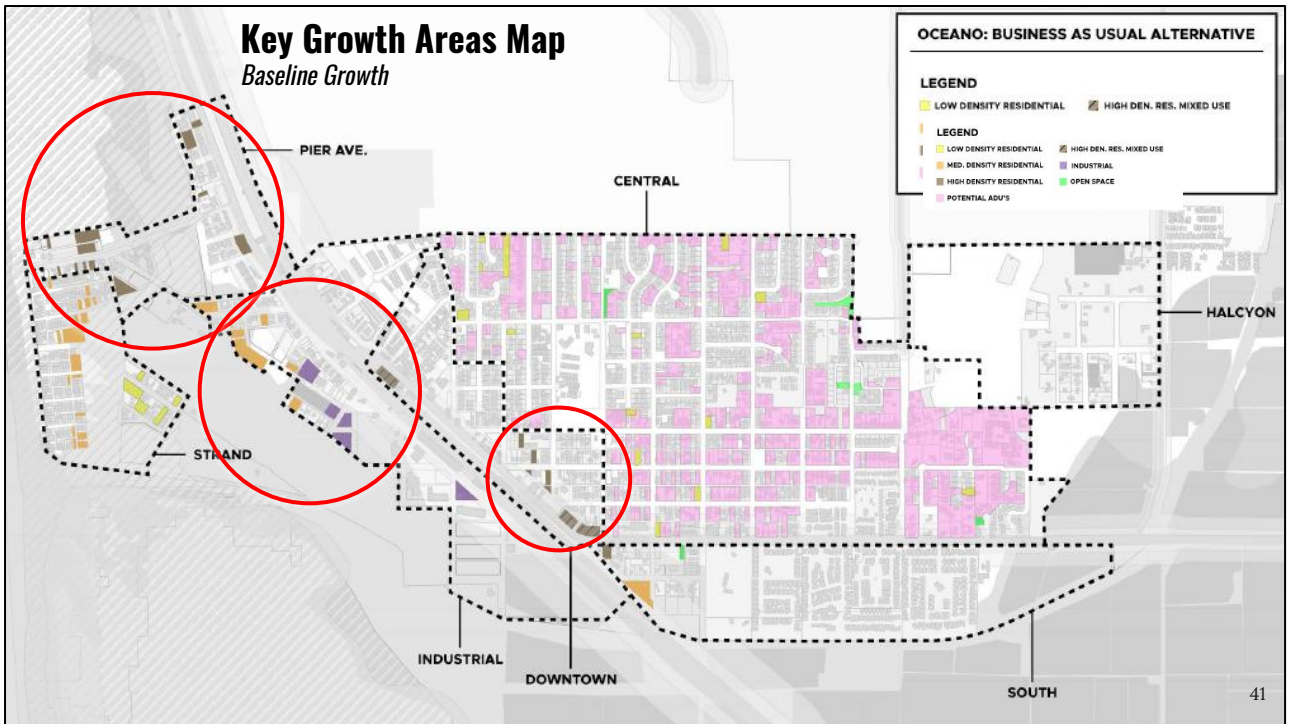 Key Growth Areas Map
Baseline Growth
OCEANO: BUSINESS AS USUAL ALTERNATIVE
LEGEND
LOW DENSITY RESIDENTIAL
HIGH DEN. RES. MIXED USE
LEGEND
LOW DENSITY RESIDENTIAL
HIGH DEN. RES. MIXED USE
MED. DENSITY RESIDENTIAL
INDUSTRIAL
HIGH DENSITY RESIDENTIAL
OPEN SPACE
POTENTIAL ADU'S
PIER AVE.
CENTRAL
HALCYON
STRAND
INDUSTRIAL
DOWNTOWN
SOUTH
41